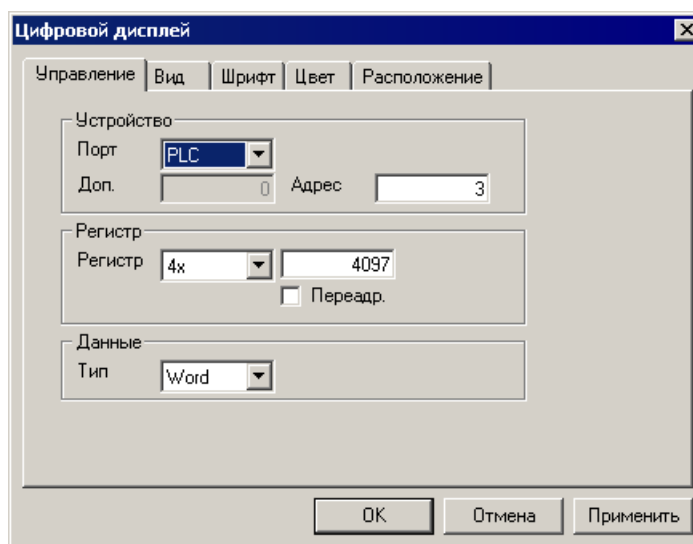 Цифровой дисплей
Управление Вид Шрифт Цвет Расположение
Устройство
Порт PLC
Доп. 0 Адрес 3
Регистр
Регистр 4x 4097
Переадр.
Данные
Тип Word
OK Отмена Применить